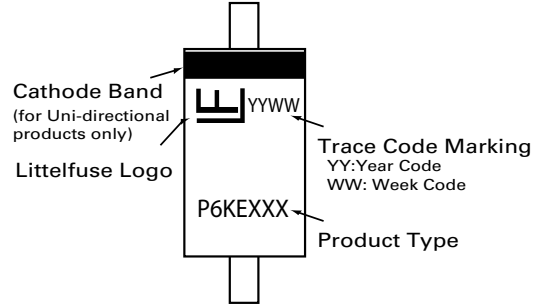 Cathode Band
(for Uni-directional
products only)
Littelfuse Logo
YYWW
Trace Code Marking
YY:Year Code
WW: Week Code
P6KEXXX
Product Type